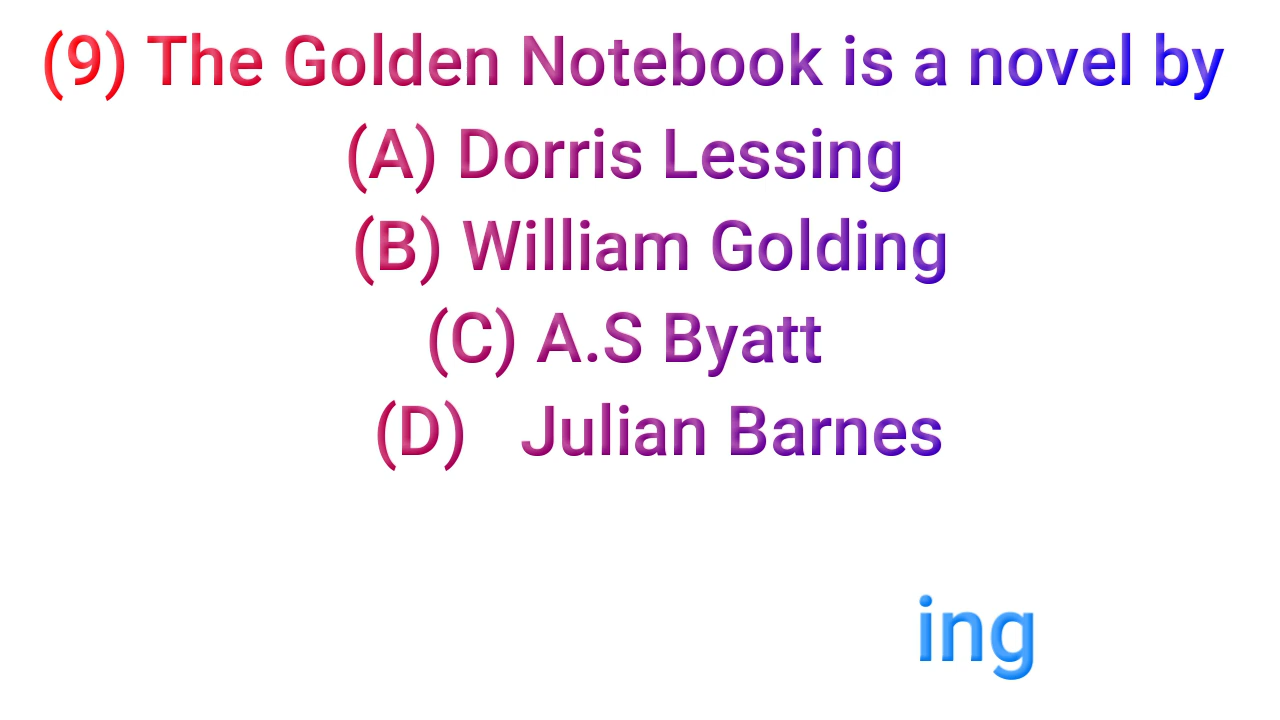 (9) The Golden Notebook is a novel by
(A) Dorris Lessing
(B) William Golding
(C) A.S Byatt
(D) Julian Barnes
ing